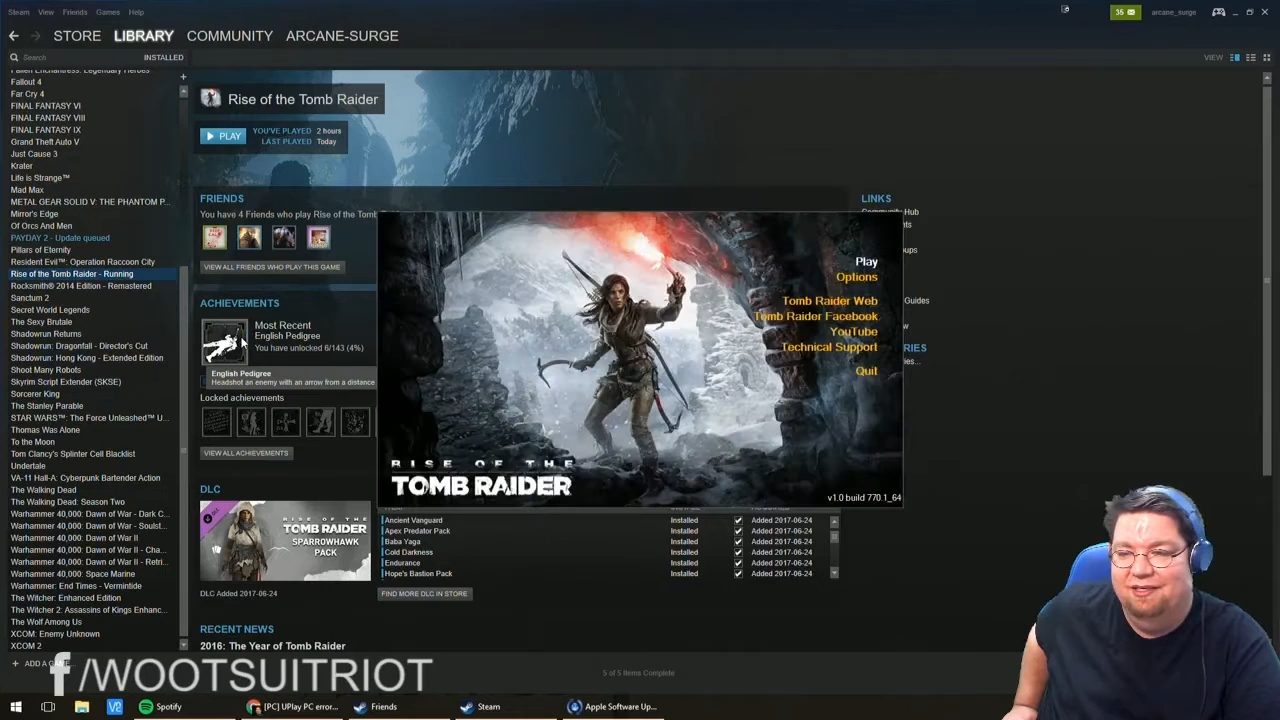 Steam View Friends Games Help
35
arcane_surge
STORE LIBRARY COMMUNITY ARCANE-SURGE
Search
INSTALLED
VIEW
Fallen Enchantress: Legendary Heroes
Fallout 4
Far Cry 4
FINAL FANTASY VI
FINAL FANTASY VIII
FINAL FANTASY IX
Grand Theft Auto V
Just Cause 3
Krater
Life is Strange™
Mad Max
METAL GEAR SOLID V: THE PHANTOM P...
Mirror's Edge
Of Orcs And Men
PAYDAY 2 - Update queued
Pillars of Eternity
Resident Evil™: Operation Raccoon City
Rise of the Tomb Raider - Running
Rocksmith® 2014 Edition - Remastered
Sanctum 2
Secret World Legends
The Sexy Brutale
Shadowrun Returns
Shadowrun: Dragonfall - Director's Cut
Shadowrun: Hong Kong - Extended Edition
Shoot Many Robots
Skyrim Script Extender (SKSE)
Sorcerer King
The Stanley Parable
STAR WARS™: The Force Unleashed™ U...
Thomas Was Alone
To the Moon
Tom Clancy's Splinter Cell Blacklist
Undertale
VA-11 Hall-A: Cyberpunk Bartender Action
The Walking Dead
The Walking Dead: Season Two
Warhammer 40,000: Dawn of War - Dark C...
Warhammer 40,000: Dawn of War - Soulst...
Warhammer 40,000: Dawn of War II
Warhammer 40,000: Dawn of War II - Cha...
Warhammer 40,000: Dawn of War II - Retri...
Warhammer 40,000: Space Marine
Warhammer: End Times - Vermintide
The Witcher: Enhanced Edition
The Witcher 2: Assassins of Kings Enhanc...
The Wolf Among Us
XCOM: Enemy Unknown
XCOM 2
+ ADD A GAME
Rise of the Tomb Raider
PLAY
YOU'VE PLAYED 2 hours
LAST PLAYED Today
FRIENDS
You have 4 Friends who play Rise of the Tomb
VIEW ALL FRIENDS WHO PLAY THIS GAME
ACHIEVEMENTS
Most Recent
English Pedigree
You have unlocked 6/143 (4%)
English Pedigree
Headshot an enemy with an arrow from a distance
Locked achievements
VIEW ALL ACHIEVEMENTS
DLC
RISE OF THE
TOMB RAIDER
SPARROWHAWK
PACK
DLC Added 2017-06-24
Ancient Vanguard Installed Added 2017-06-24
Apex Predator Pack Installed Added 2017-06-24
Baba Yaga Installed Added 2017-06-24
Cold Darkness Installed Added 2017-06-24
Endurance Installed Added 2017-06-24
Hope's Bastion Pack Installed Added 2017-06-24
FIND MORE DLC IN STORE
RECENT NEWS
2016: The Year of Tomb Raider
LINKS
Community Hub
Guides
Play
Options
Tomb Raider Web
Tomb Raider Facebook
YouTube
Technical Support
Quit
RISE OF THE
TOMB RAIDER
v1.0 build 770.1_64
5 of 5 Items Complete
f/WOOTSUITRIOT
Spotify
[PC] UPlay PC error...
Friends
Steam
Apple Software Up...